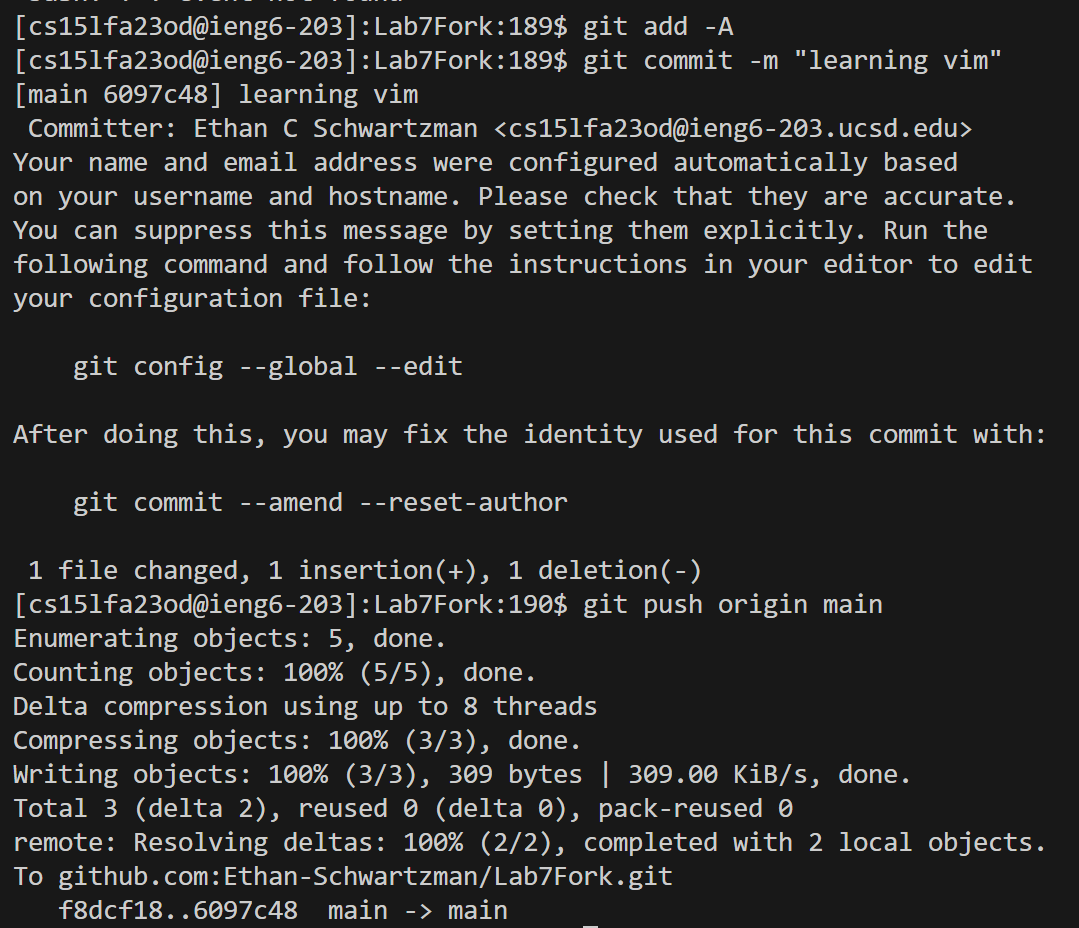 [cs15lfa23od@ieng6-203]:Lab7Fork:189$ git add -A
[cs15lfa23od@ieng6-203]:Lab7Fork:189$ git commit -m "learning vim"
[main 6097c48] learning vim
 Committer: Ethan C Schwartzman <cs15lfa23od@ieng6-203.ucsd.edu>
Your name and email address were configured automatically based
on your username and hostname. Please check that they are accurate.
You can suppress this message by setting them explicitly. Run the
following command and follow the instructions in your editor to edit
your configuration file:

    git config --global --edit

After doing this, you may fix the identity used for this commit with:

    git commit --amend --reset-author

 1 file changed, 1 insertion(+), 1 deletion(-)
[cs15lfa23od@ieng6-203]:Lab7Fork:190$ git push origin main
Enumerating objects: 5, done.
Counting objects: 100% (5/5), done.
Delta compression using up to 8 threads
Compressing objects: 100% (3/3), done.
Writing objects: 100% (3/3), 309 bytes | 309.00 KiB/s, done.
Total 3 (delta 2), reused 0 (delta 0), pack-reused 0
remote: Resolving deltas: 100% (2/2), completed with 2 local objects.
To github.com:Ethan-Schwartzman/Lab7Fork.git
   f8dcf18..6097c48  main -> main